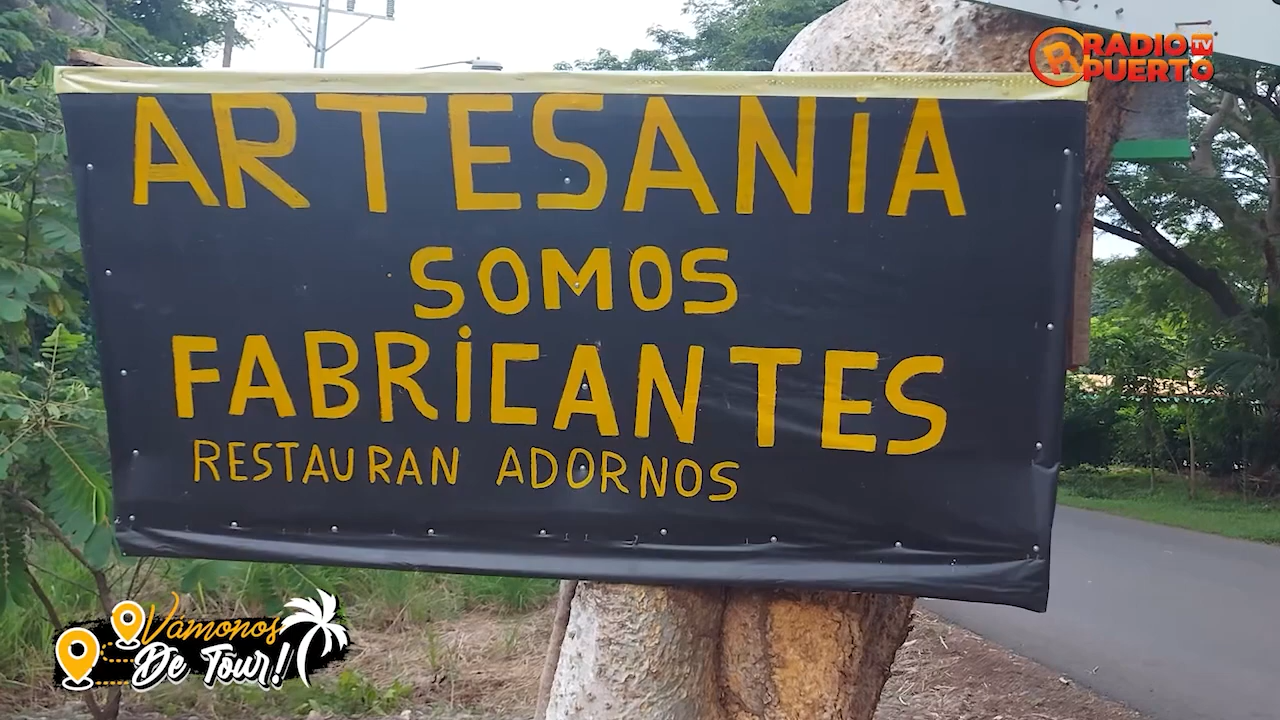 RADIO TV
PUERTO
ARTESANiA
SOMOS
FABRiCANTES
RESTAURAN ADORNOS
Vamonos
De Tour!